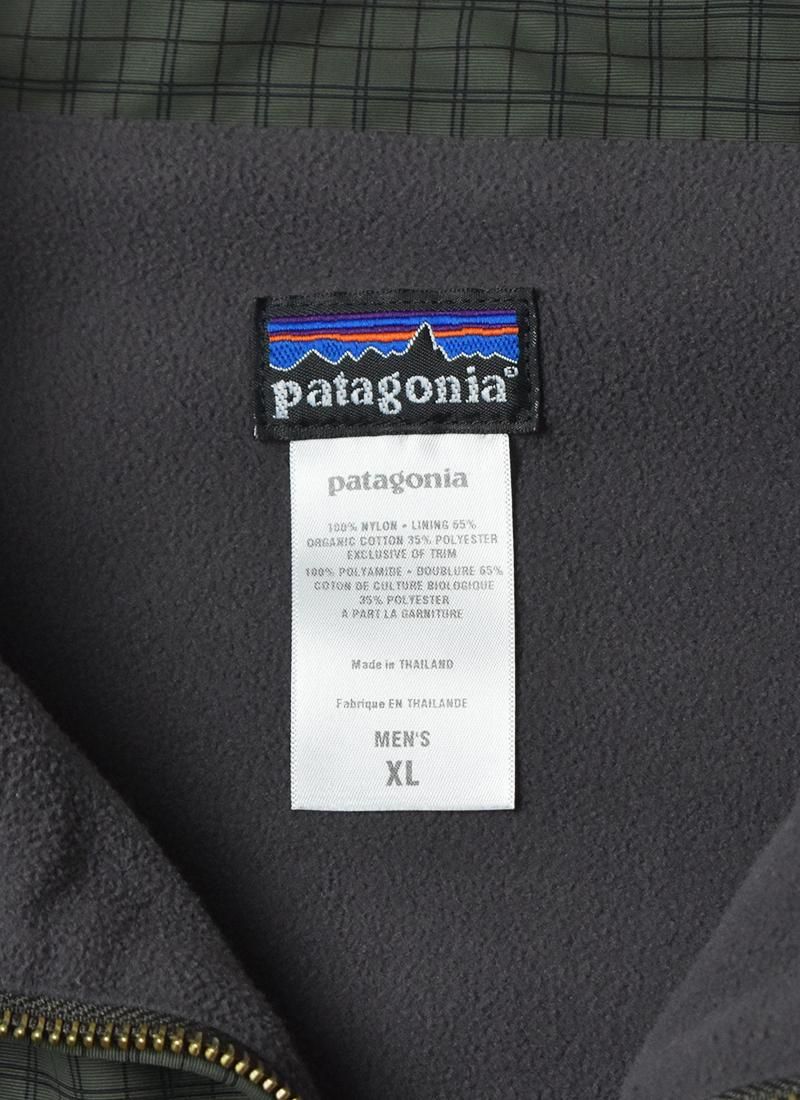 patagonia®
patagonia
100% NYLON • LINING 65%
ORGANIC COTTON 35% POLYESTER
EXCLUSIVE OF TRIM
100% POLYAMIDE • DOUBLURE 65%
COTON DE CULTURE BIOLOGIQUE
35% POLYESTER
A PART LA GARNITURE
Made in THAILAND
Fabrique EN THAILANDE
MEN'S
XL